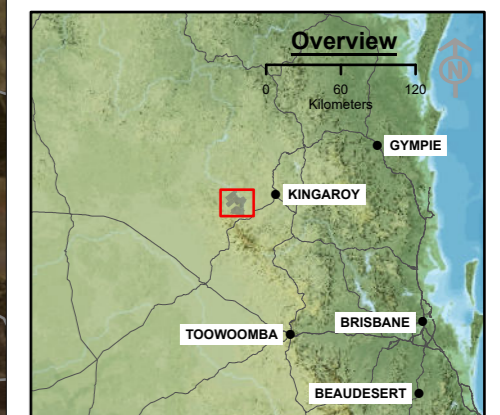 Overview
N
0 60 120
Kilometers
GYMPIE
KINGAROY
BRISBANE
TOOWOOMBA
BEAUDESERT